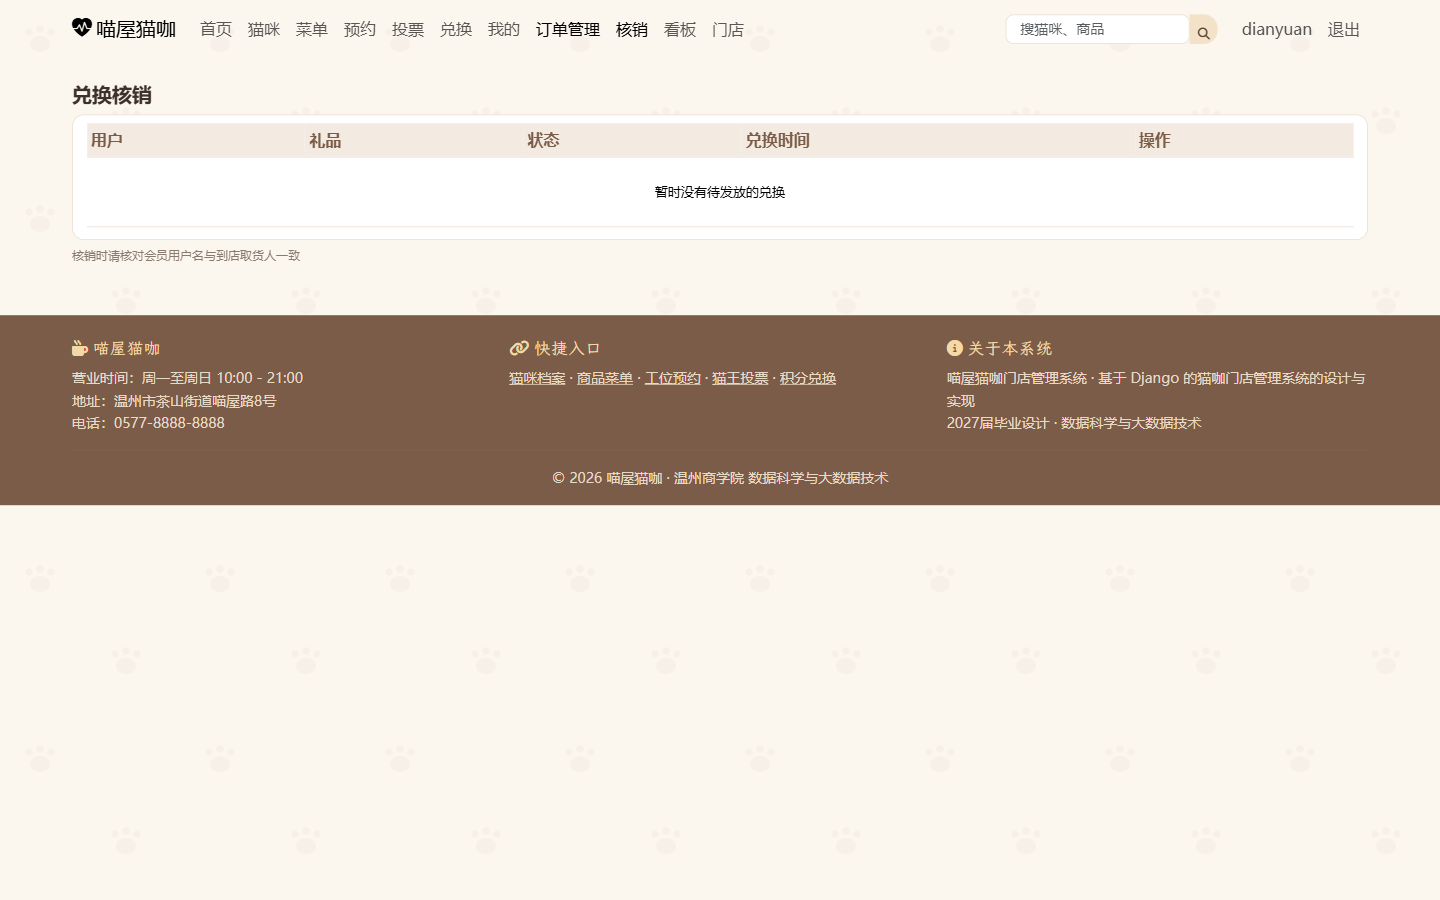 喵屋猫咖 首页 猫咪 菜单 预约 投票 兑换 我的 订单管理 核销 看板 门店 搜猫咪、商品 dianyuan 退出
兑换核销
用户 礼品 状态 兑换时间 操作
暂时没有待发放的兑换
核销时请核对会员用户名与到店取货人一致
喵屋猫咖
营业时间：周一至周日 10:00 - 21:00
地址：温州市茶山街道喵屋路8号
电话：0577-8888-8888
快捷入口
猫咪档案 · 商品菜单 · 工位预约 · 猫王投票 · 积分兑换
关于本系统
喵屋猫咖门店管理系统 · 基于 Django 的猫咖门店管理系统的设计与
实现
2027届毕业设计 · 数据科学与大数据技术
© 2026 喵屋猫咖 · 温州商学院 数据科学与大数据技术